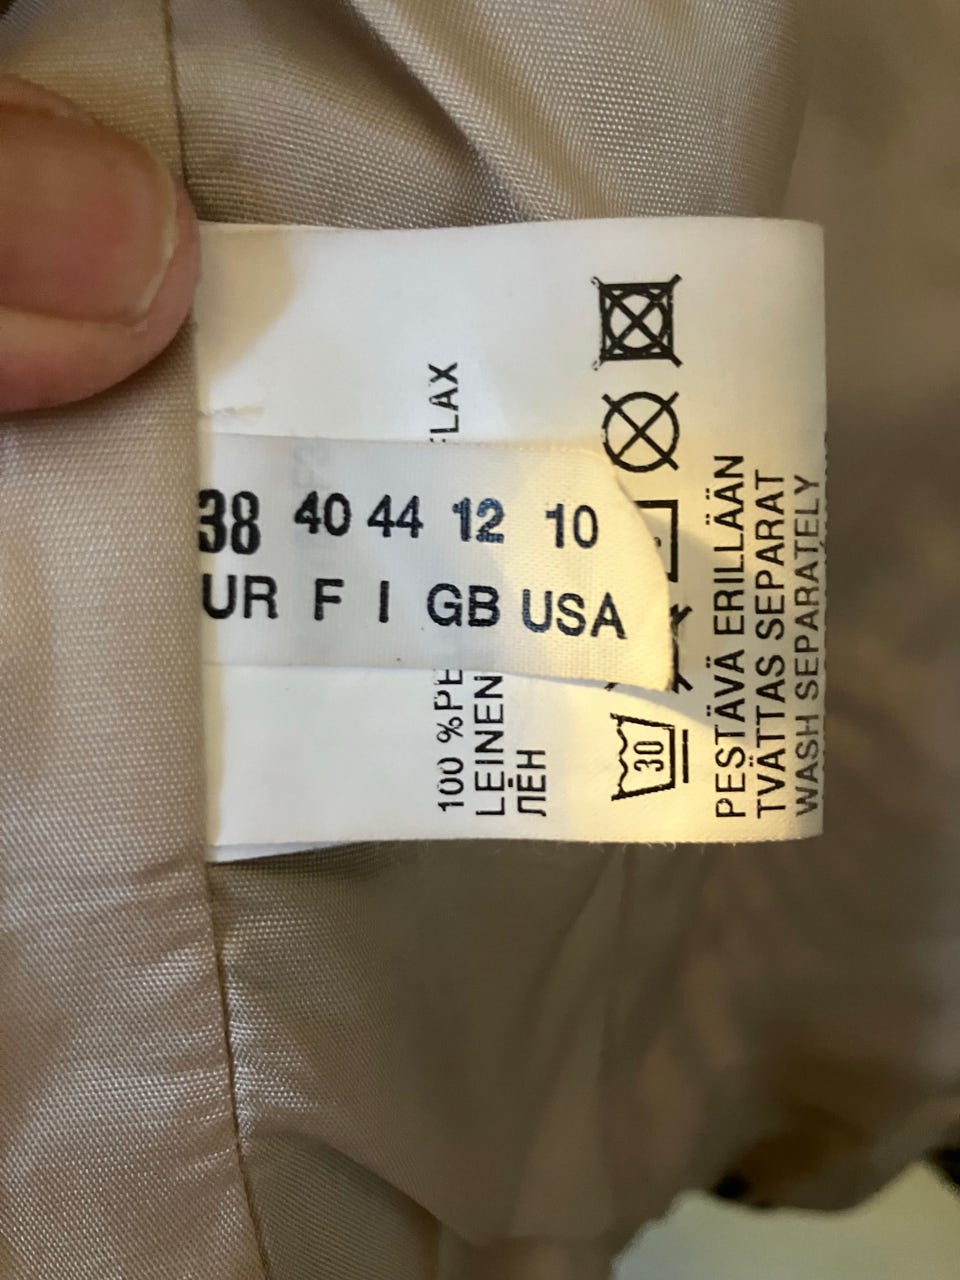 38 40 44 12 10
UR F I GB USA
100 %PE
FLAX
LEINEN
ЛЁН
30
PESTÄVÄ ERILLÄÄN
TVÄTTAS SEPARAT
WASH SEPARATELY